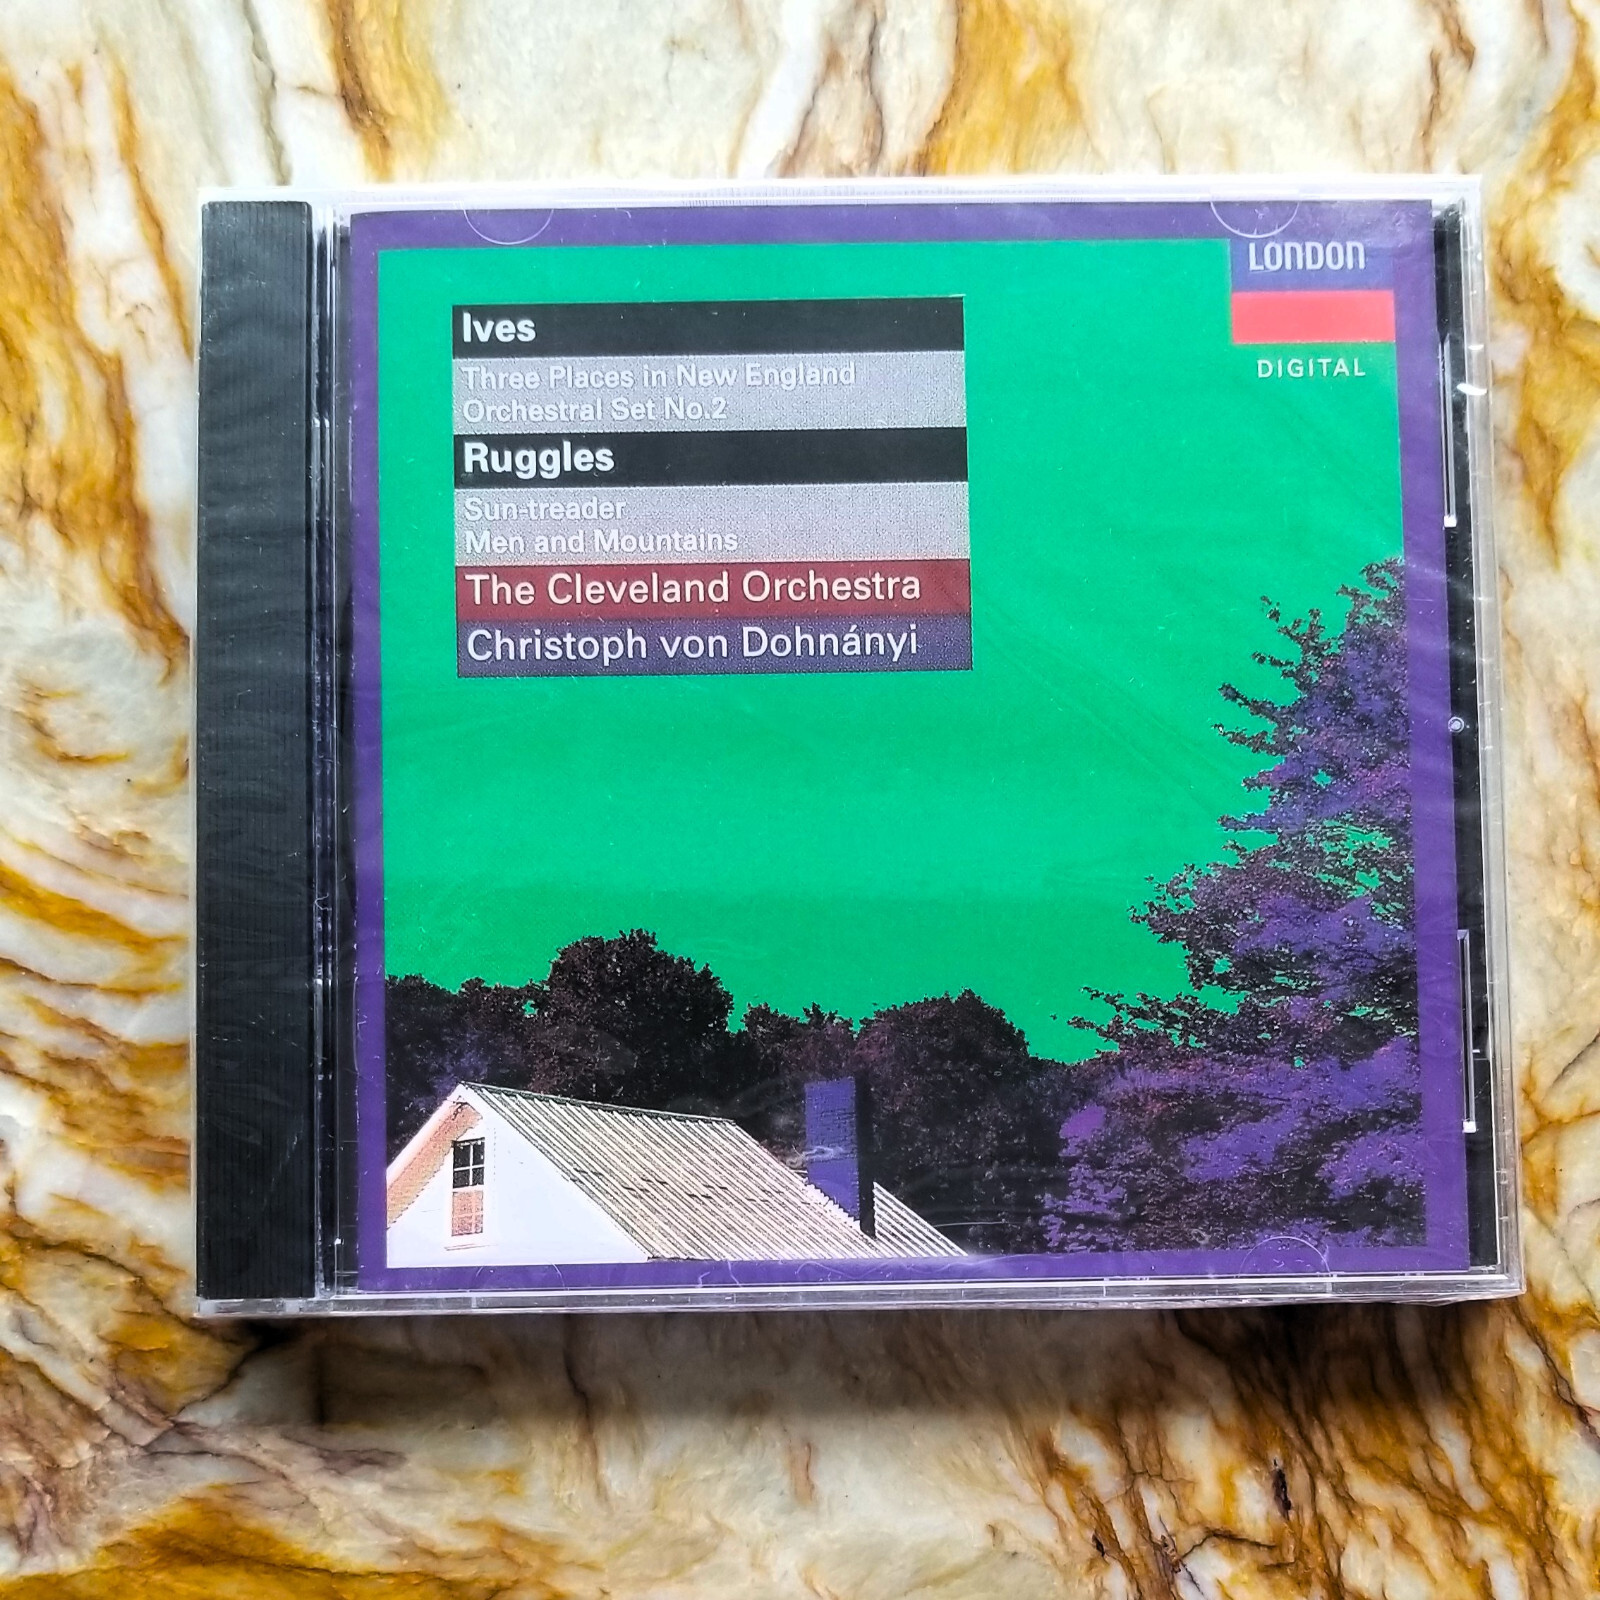 LONDON
DIGITAL
Ives
Three Places in New England
Orchestral Set No.2
Ruggles
Sun-treader
Men and Mountains
The Cleveland Orchestra
Christoph von Dohnányi